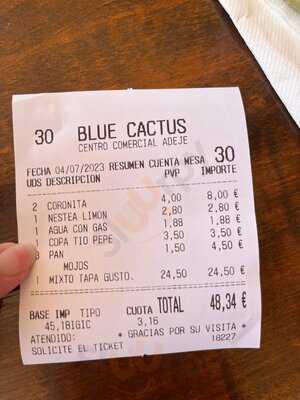 30 BLUE CACTUS
CENTRO COMERCIAL ADEJE
FECHA 04/07/2023 RESUMEN CUENTA MESA 30
UDS DESCRIPCION PVP IMPORTE
2 CORONITA 4,00 8,00 €
1 NESTEA LIMON 2,80 2,80 €
1 AGUA CON GAS 1,88 1,88 €
1 COPA TIO PEPE 3,50 3,50 €
3 PAN 1,50 4,50 €
MOJOS
1 MIXTO TAPA GUSTO. 24,50 24,50 €
BASE IMP TIPO CUOTA TOTAL 48,34 €
45,18IGIC 3,16
ATENDIDO: * GRACIAS POR SU VISITA *
SOLICITE EL TICKET 18227